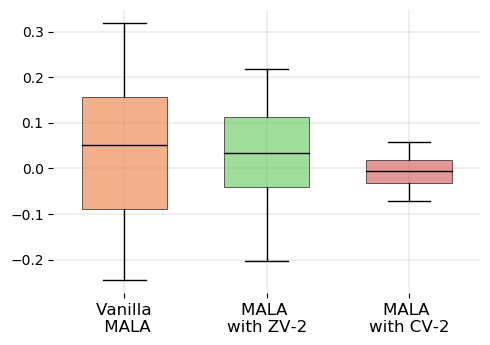 0.3
0.2
0.1
0.0
−0.1
−0.2
Vanilla
MALA
MALA
with ZV-2
MALA
with CV-2